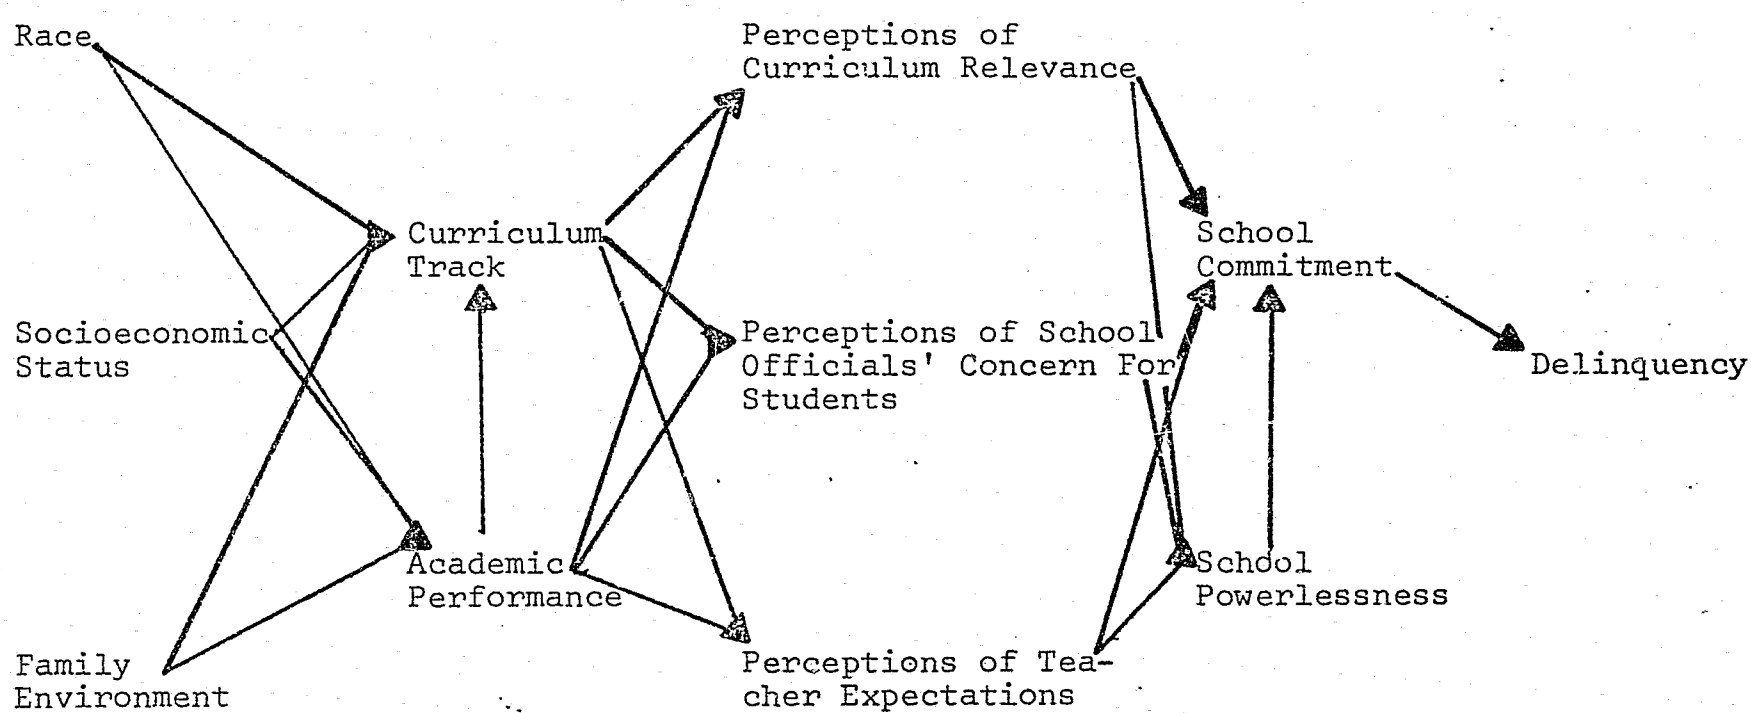 Race
Perceptions of
Curriculum Relevance
Curriculum
Track
School
Commitment
Socioeconomic
Status
Perceptions of School
Officials' Concern For
Students
Delinquency
Academic
Performance
School
Powerlessness
Family
Environment
Perceptions of Tea-
cher Expectations